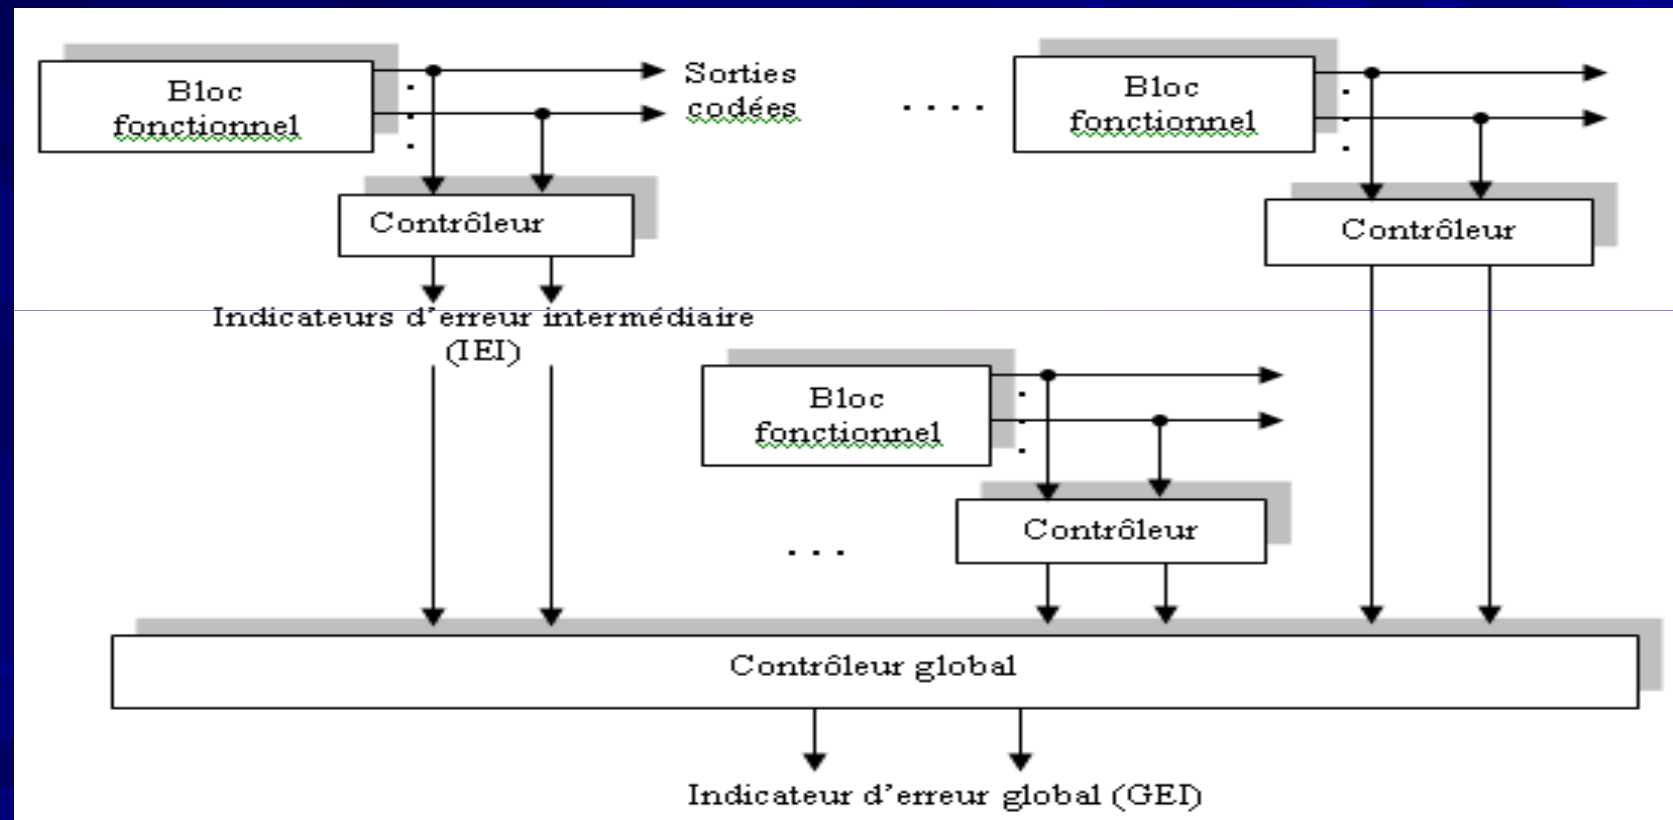 Bloc
fonctionnel
Sorties
codées
. . . .
Bloc
fonctionnel
Contrôleur
Contrôleur
Indicateurs d'erreur intermédiaire
(IEI)
Bloc
fonctionnel
Contrôleur
. . .
Contrôleur global
Indicateur d'erreur global (GEI)